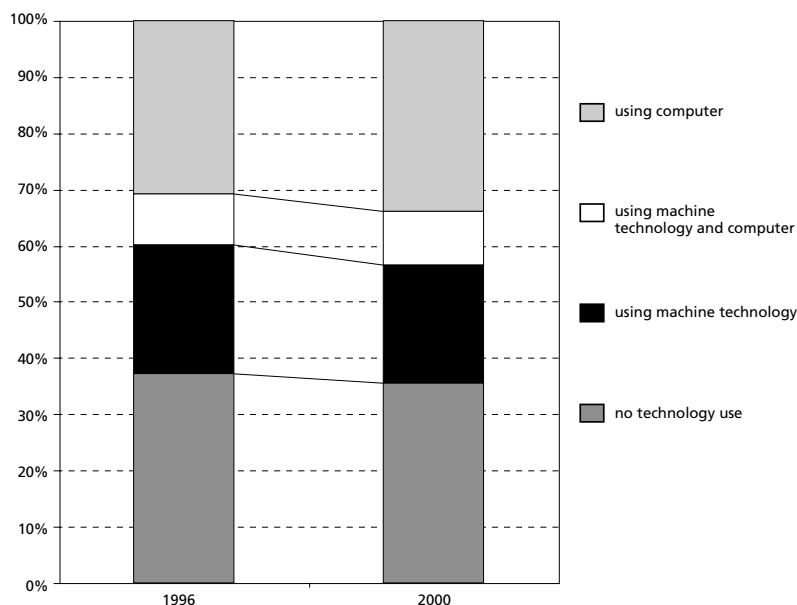 100%
90%
80%
70%
60%
50%
40%
30%
20%
10%
0%
1996
2000
using computer
using machine
technology and computer
using machine technology
no technology use